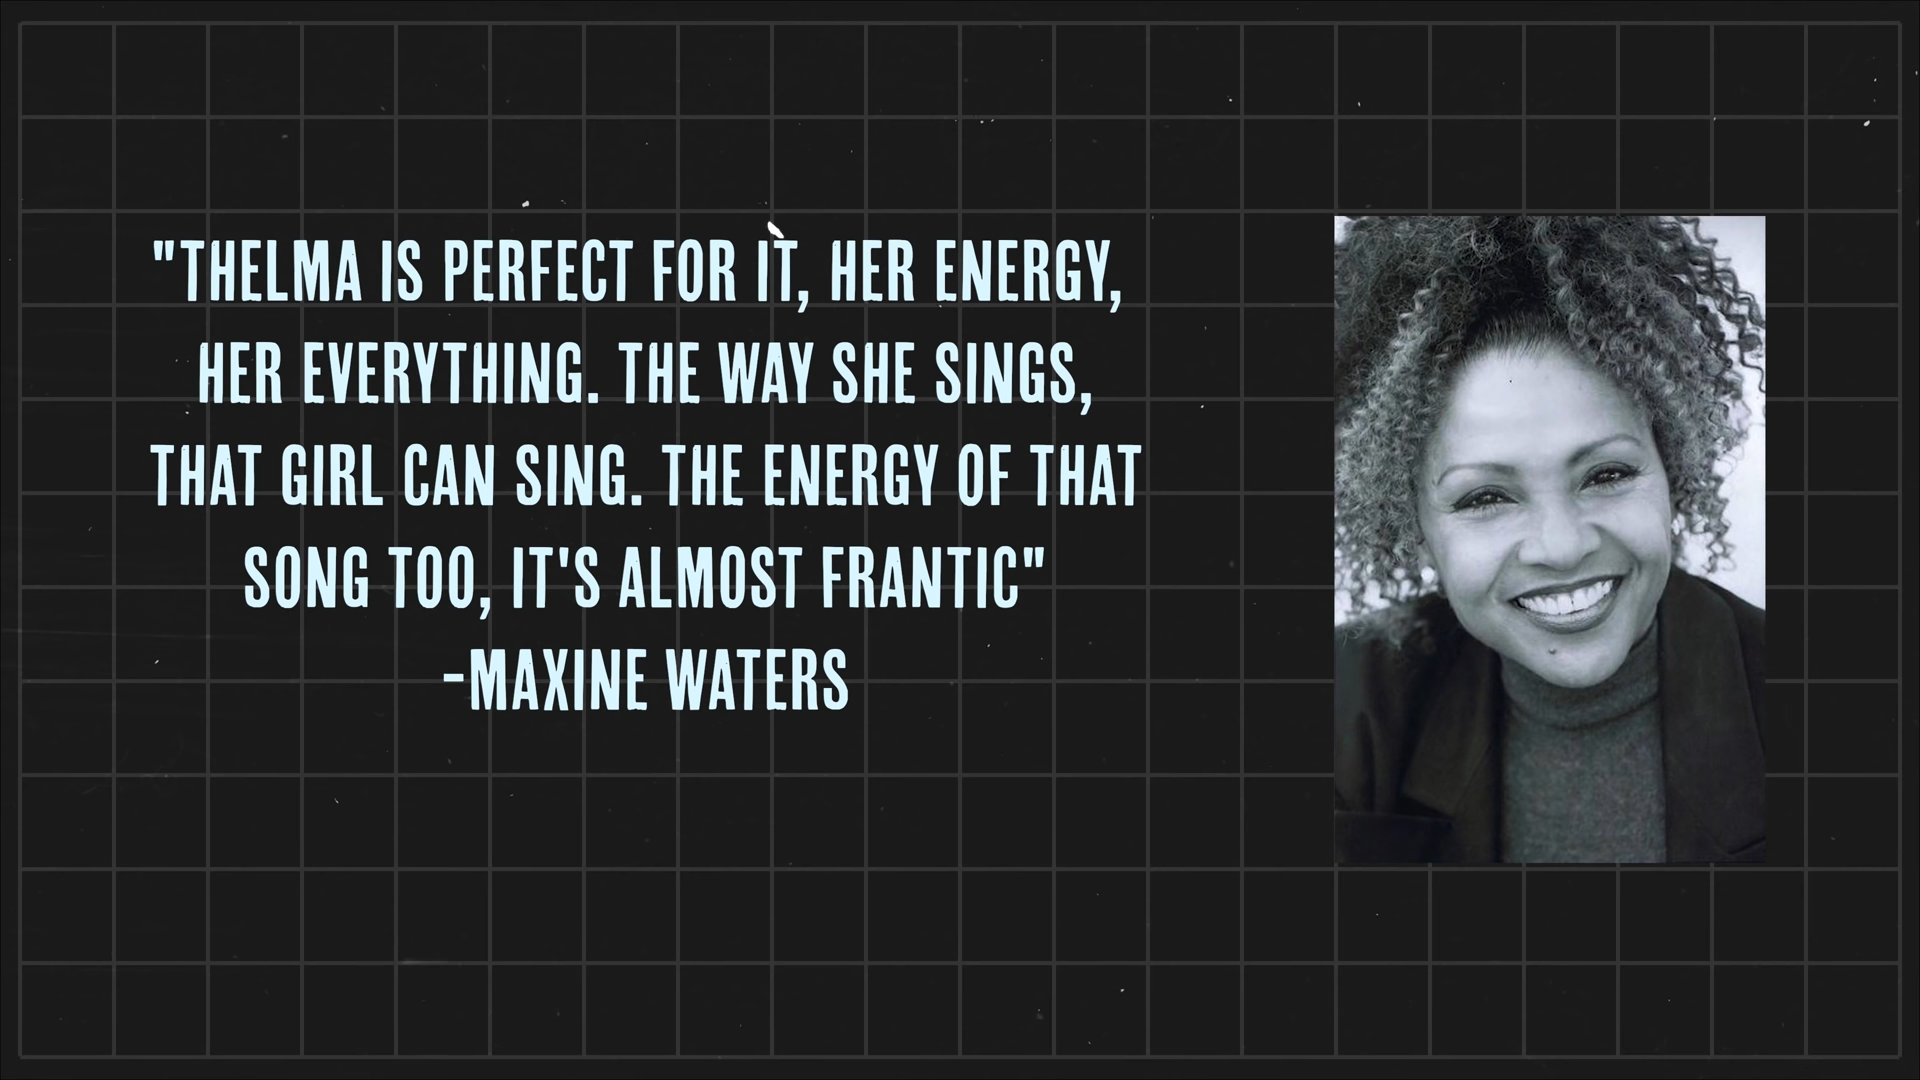 "THELMA IS PERFECT FOR IT, HER ENERGY,
HER EVERYTHING. THE WAY SHE SINGS,
THAT GIRL CAN SING. THE ENERGY OF THAT
SONG TOO, IT'S ALMOST FRANTIC"
-MAXINE WATERS